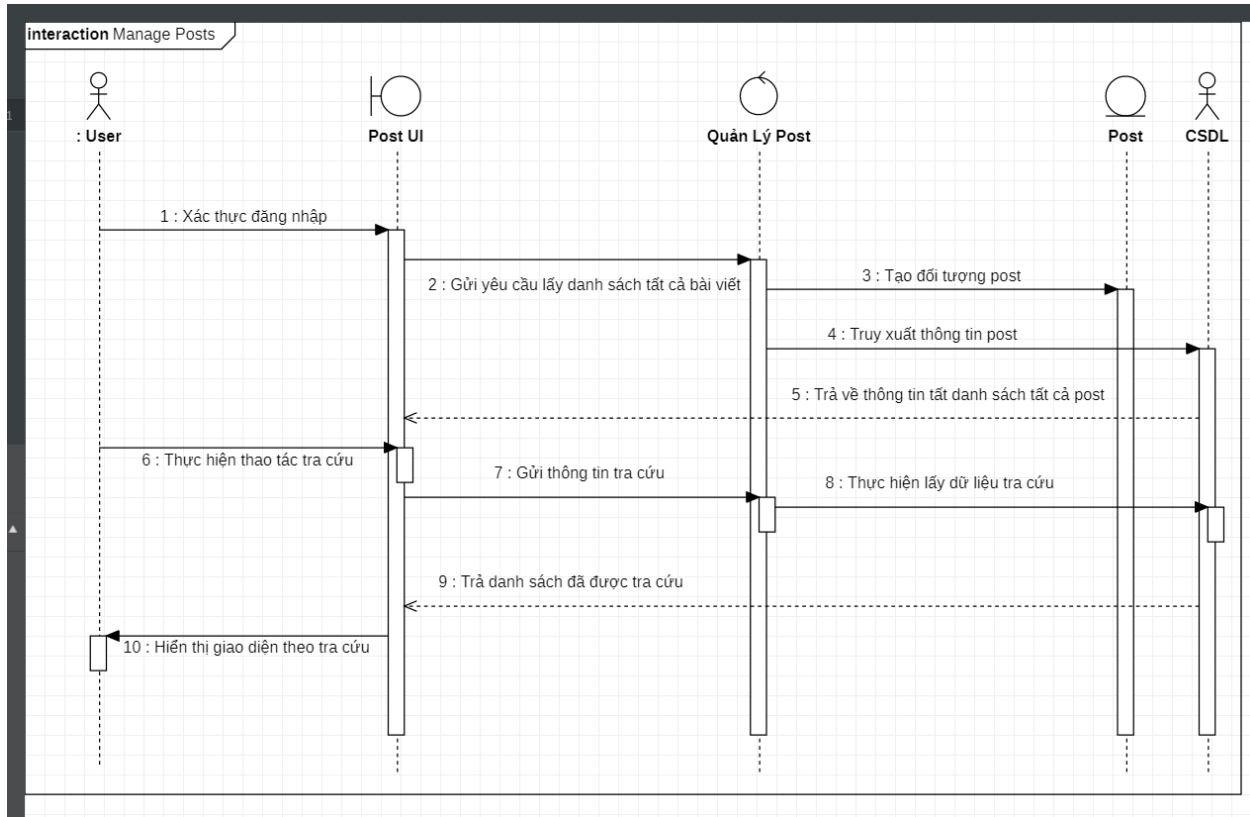 interaction Manage Posts
: User
Post UI
Quản Lý Post
Post
CSDL
1 : Xác thực đăng nhập
2 : Gửi yêu cầu lấy danh sách tất cả bài viết
3 : Tạo đối tượng post
4 : Truy xuất thông tin post
5 : Trả về thông tin tất danh sách tất cả post
6 : Thực hiện thao tác tra cứu
7 : Gửi thông tin tra cứu
8 : Thực hiện lấy dữ liệu tra cứu
9 : Trả danh sách đã được tra cứu
10 : Hiển thị giao diện theo tra cứu